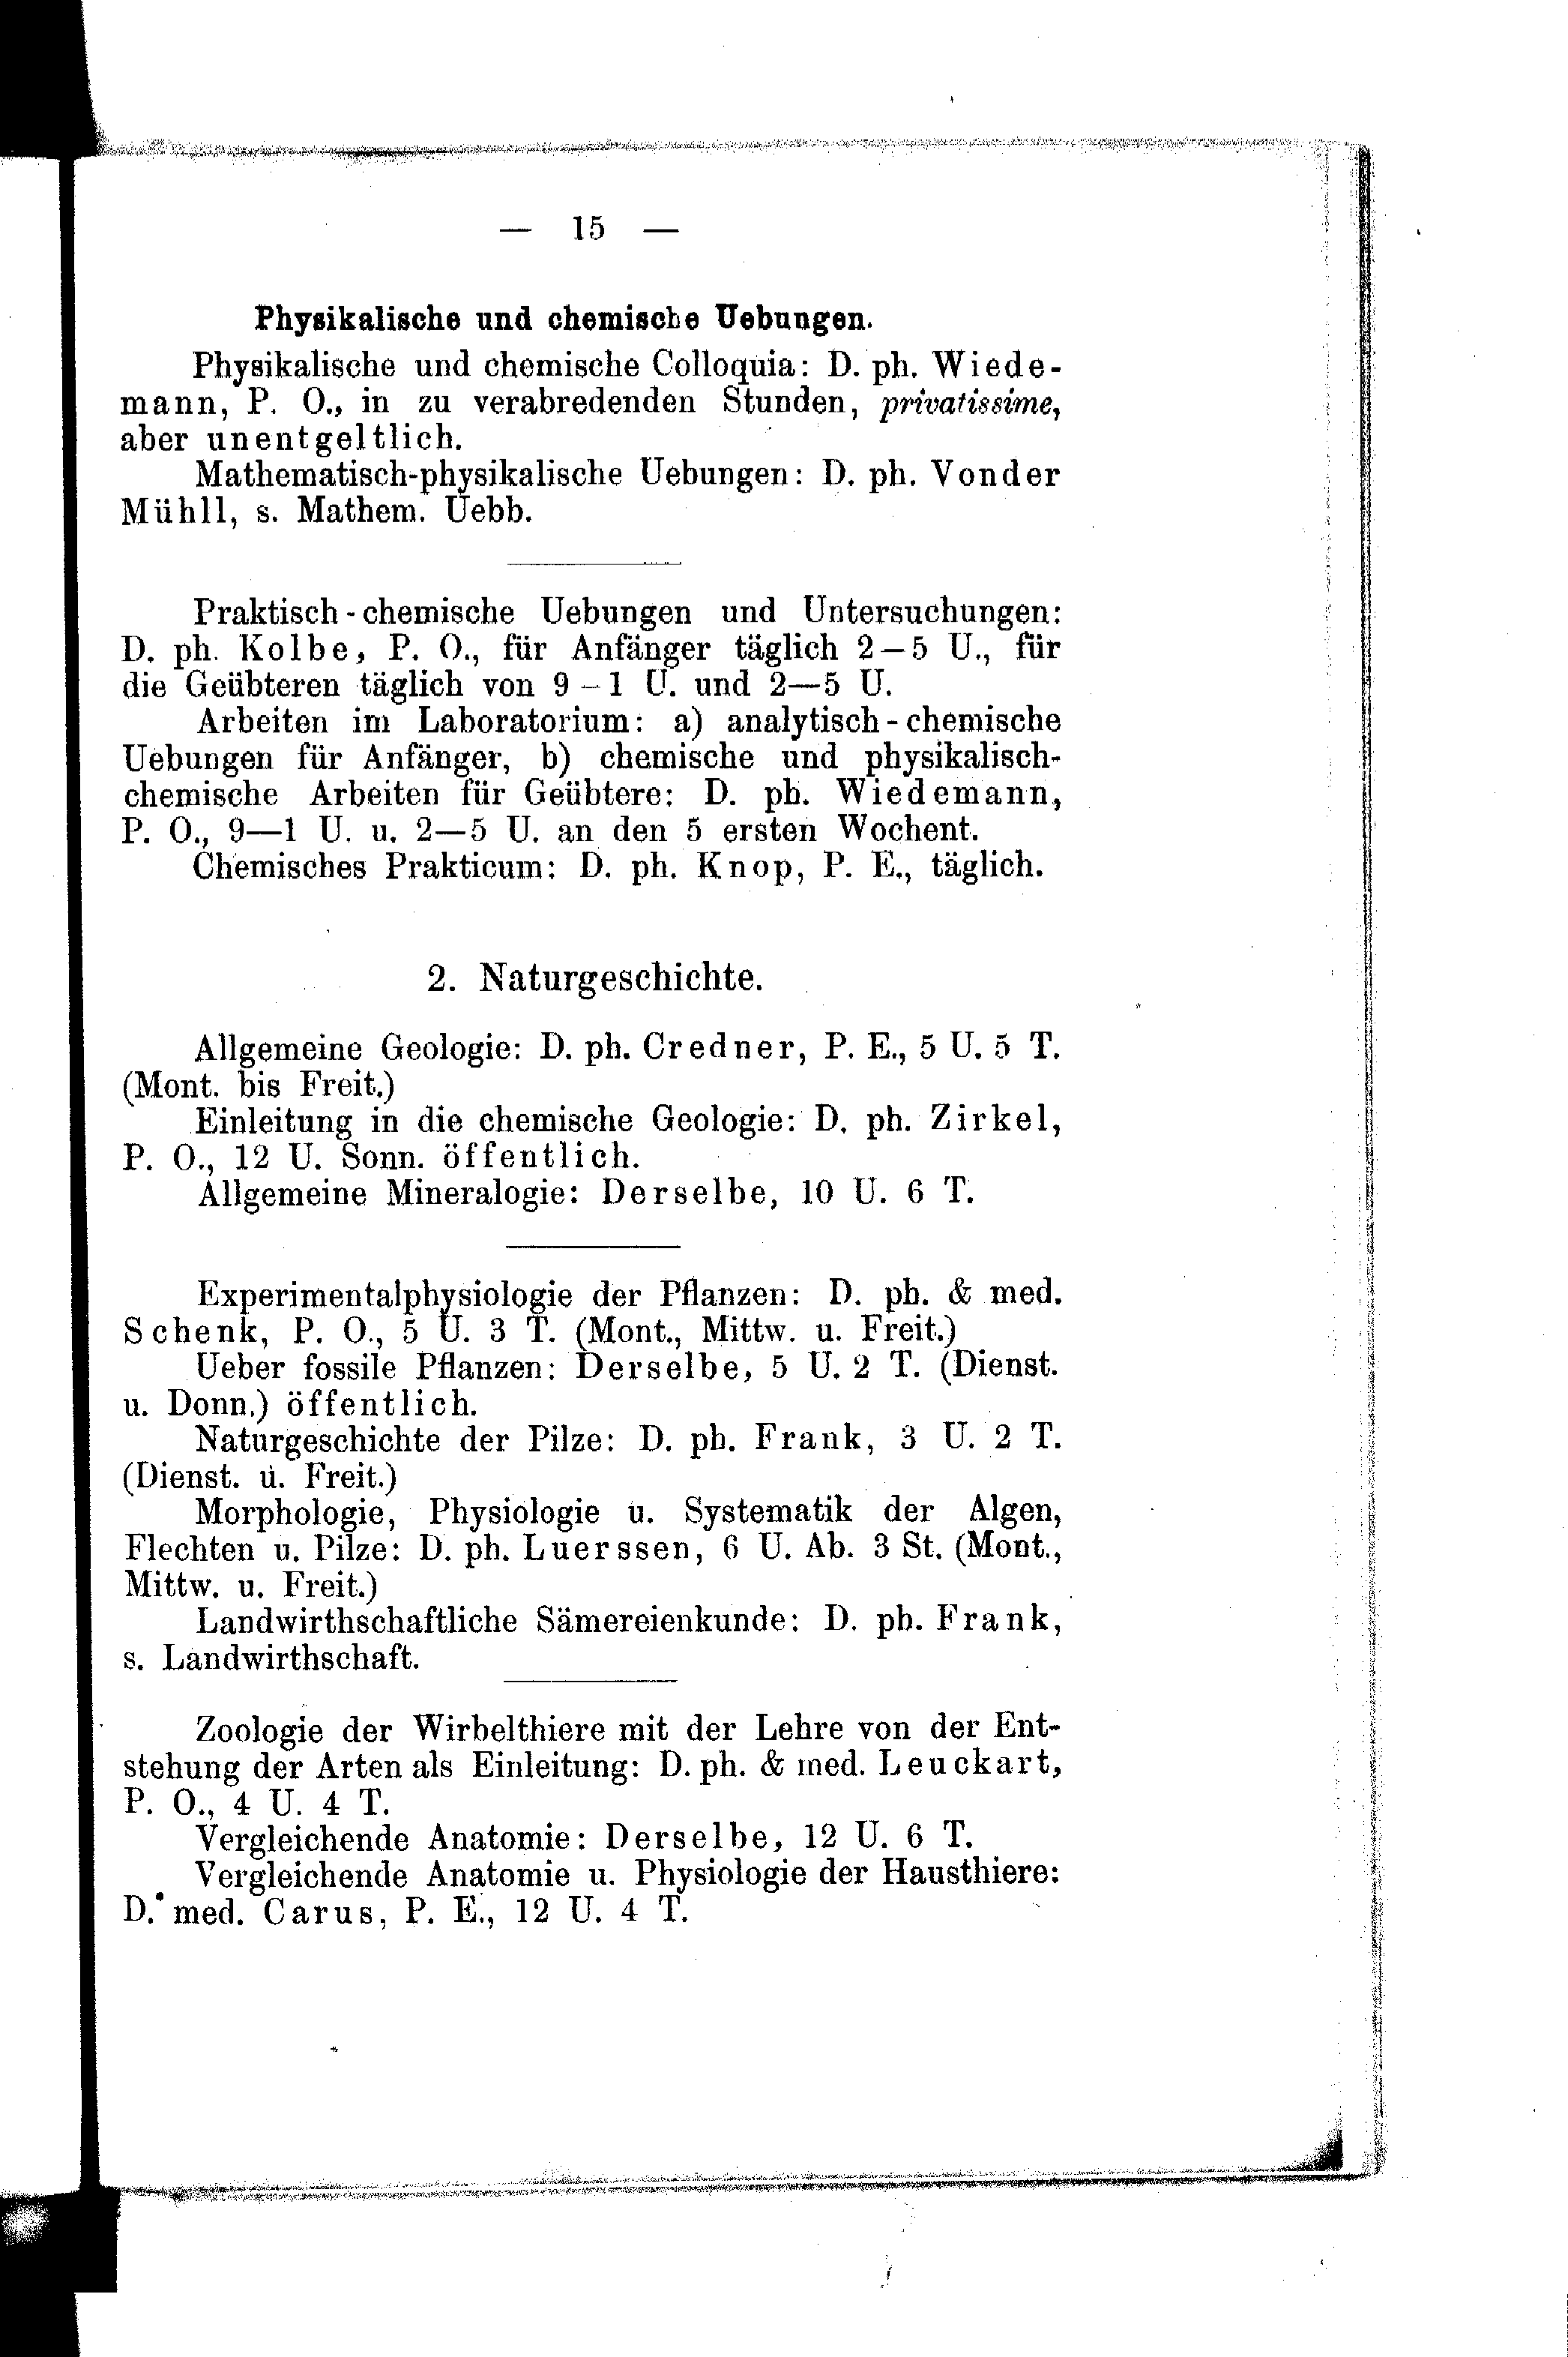 — 15 —
Physikalische und chemische Uebungen.
Physikalische und chemische Colloquia: D. ph. Wiede-
mann, P. O., in zu verabredenden Stunden, privatissime,
aber unentgeltlich.
Mathematisch-physikalische Uebungen: D. ph. Vonder
Mühll, s. Mathem. Uebb.
Praktisch-chemische Uebungen und Untersuchungen:
D. ph. Kolbe, P. O., für Anfänger täglich 2—5 U., für
die Geübteren täglich von 9—1 U. und 2—5 U.
Arbeiten im Laboratorium: a) analytisch-chemische
Uebungen für Anfänger, b) chemische und physikalisch-
chemische Arbeiten für Geübtere: D. ph. Wiedemann,
P. O., 9—1 U. u. 2—5 U. an den 5 ersten Wochent.
Chemisches Prakticum: D. ph. Knop, P. E., täglich.
2. Naturgeschichte.
Allgemeine Geologie: D. ph. Credner, P. E., 5 U. 5 T.
(Mont. bis Freit.)
Einleitung in die chemische Geologie: D. ph. Zirkel,
P. O., 12 U. Sonn. öffentlich.
Allgemeine Mineralogie: Derselbe, 10 U. 6 T.
Experimentalphysiologie der Pflanzen: D. ph. & med.
Schenk, P. O., 5 U. 3 T. (Mont., Mittw. u. Freit.)
Ueber fossile Pflanzen: Derselbe, 5 U. 2 T. (Dienst.
u. Donn.) öffentlich.
Naturgeschichte der Pilze: D. ph. Frank, 3 U. 2 T.
(Dienst. u. Freit.)
Morphologie, Physiologie u. Systematik der Algen,
Flechten u. Pilze: D. ph. Luerssen, 6 U. Ab. 3 St. (Mont.,
Mittw. u. Freit.)
Landwirthschaftliche Sämereienkunde: D. ph. Frank,
s. Landwirthschaft.
Zoologie der Wirbelthiere mit der Lehre von der Ent-
stehung der Arten als Einleitung: D. ph. & med. Leuckart,
P. O., 4 U. 4 T.
Vergleichende Anatomie: Derselbe, 12 U. 6 T.
Vergleichende Anatomie u. Physiologie der Hausthiere:
D. med. Carus, P. E., 12 U. 4 T.